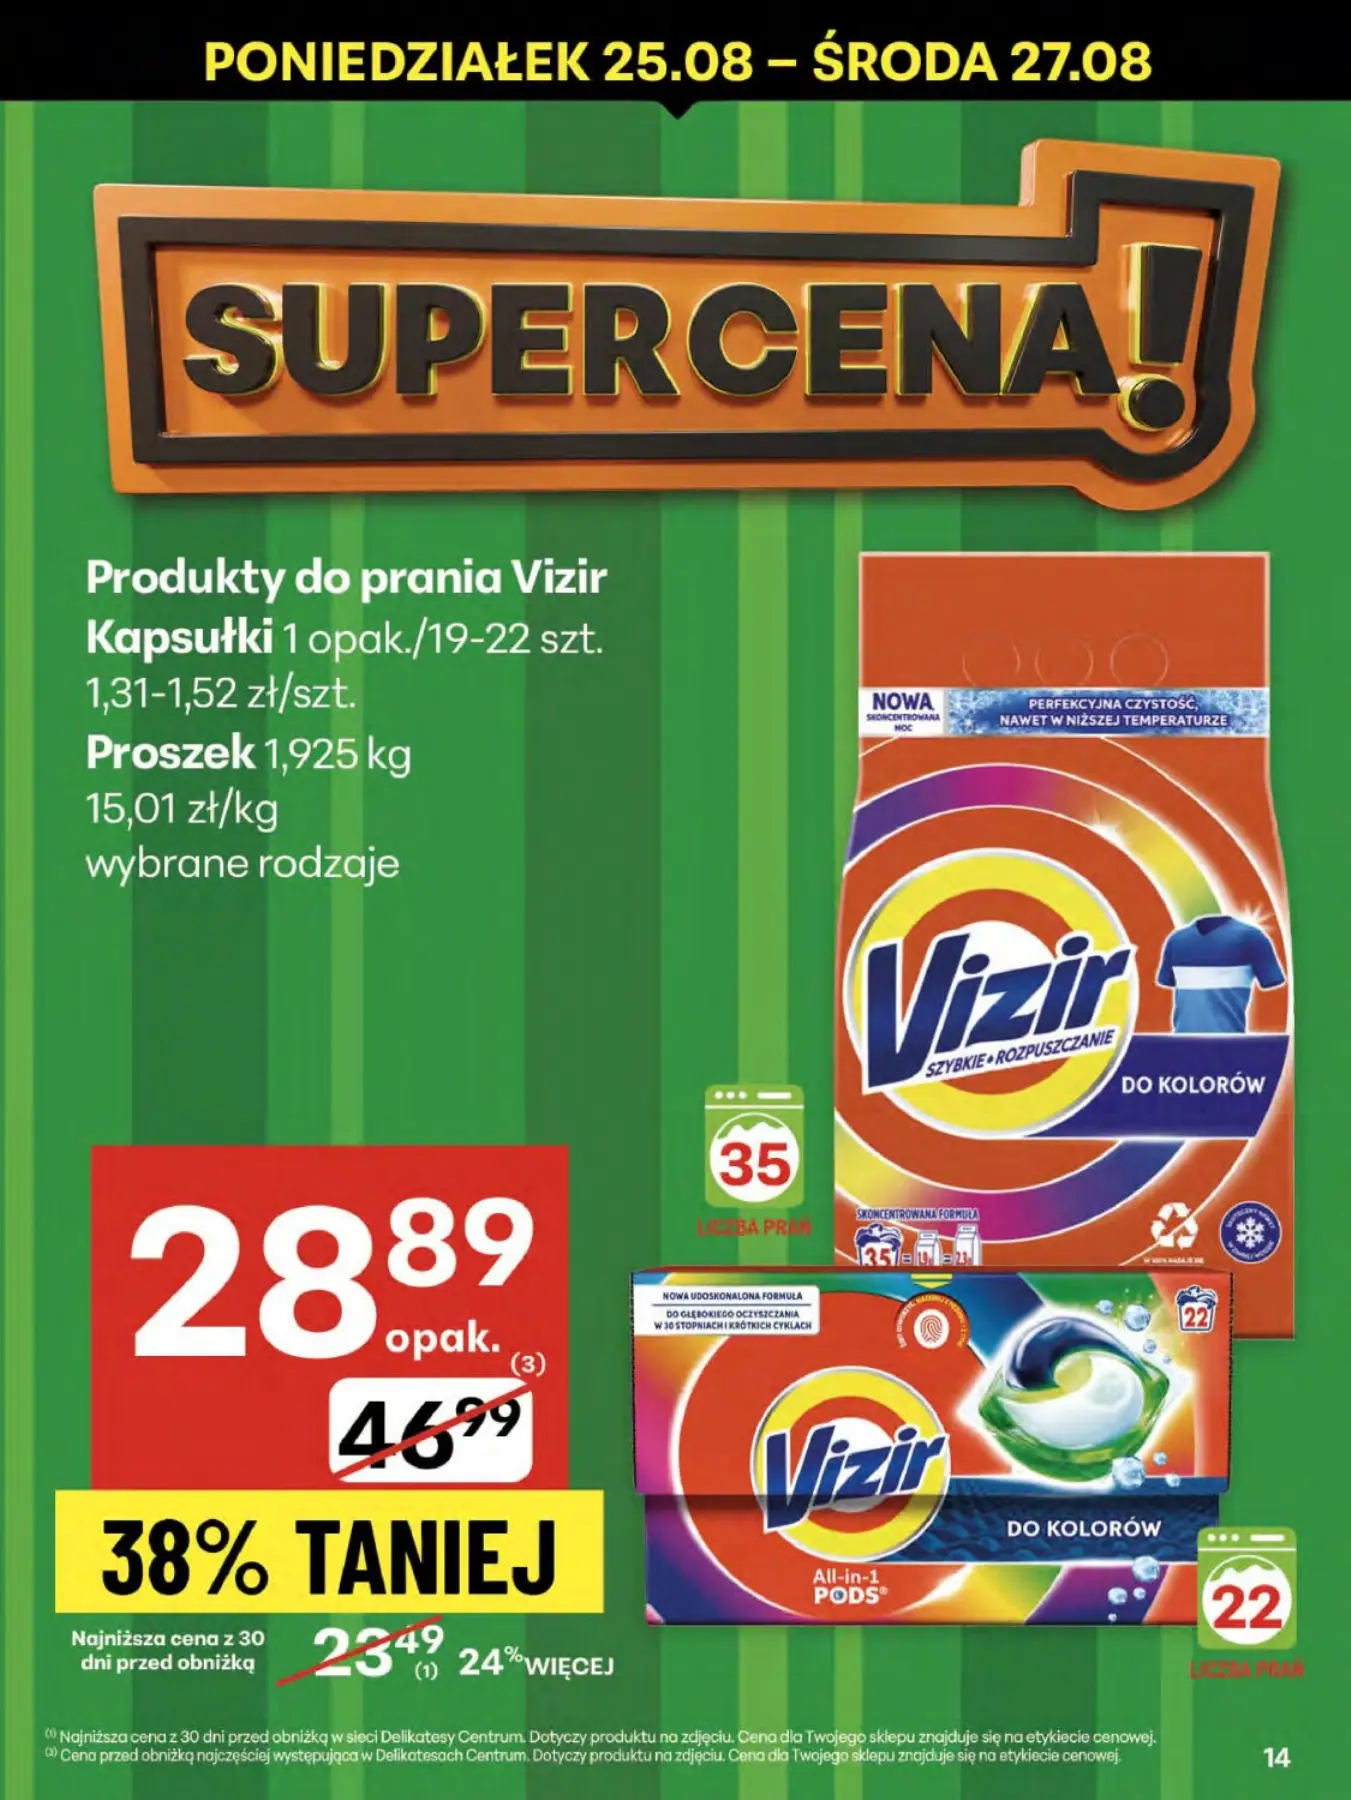 PONIEDZIAŁEK 25.08 – ŚRODA 27.08
SUPERCENA!
Produkty do prania Vizir
Kapsułki 1 opak./19-22 szt.
1,31-1,52 zł/szt.
Proszek 1,925 kg
15,01 zł/kg
wybrane rodzaje
NOWA
SKONCENTROWANA
MOC
PERFEKCYJNA CZYSTOŚĆ,
NAWET W NIŻSZEJ TEMPERATURZE
Vizir
SZYBKIE • ROZPUSZCZANIE
DO KOLORÓW
35
LICZBA PRAŃ
SKONCENTROWANA FORMUŁA
35
28 89
opak.
(3)
46 99
38% TANIEJ
Najniższa cena z 30
dni przed obniżką
23 49
(1)
24% WIĘCEJ
NOWA UDOSKONALONA FORMUŁA
DO GŁĘBOKIEGO OCZYSZCZANIA
W 30 STOPNIACH I KRÓTKICH CYKLACH
22
Vizir
DO KOLORÓW
All-in-1
PODS®
22
LICZBA PRAŃ
(1) Najniższa cena z 30 dni przed obniżką w sieci Delikatesy Centrum. Dotyczy produktu na zdjęciu. Cena dla Twojego sklepu znajduje się na etykiecie cenowej.
(3) Cena przed obniżką najczęściej występująca w Delikatesach Centrum. Dotyczy produktu na zdjęciu. Cena dla Twojego sklepu znajduje się na etykiecie cenowej.
14